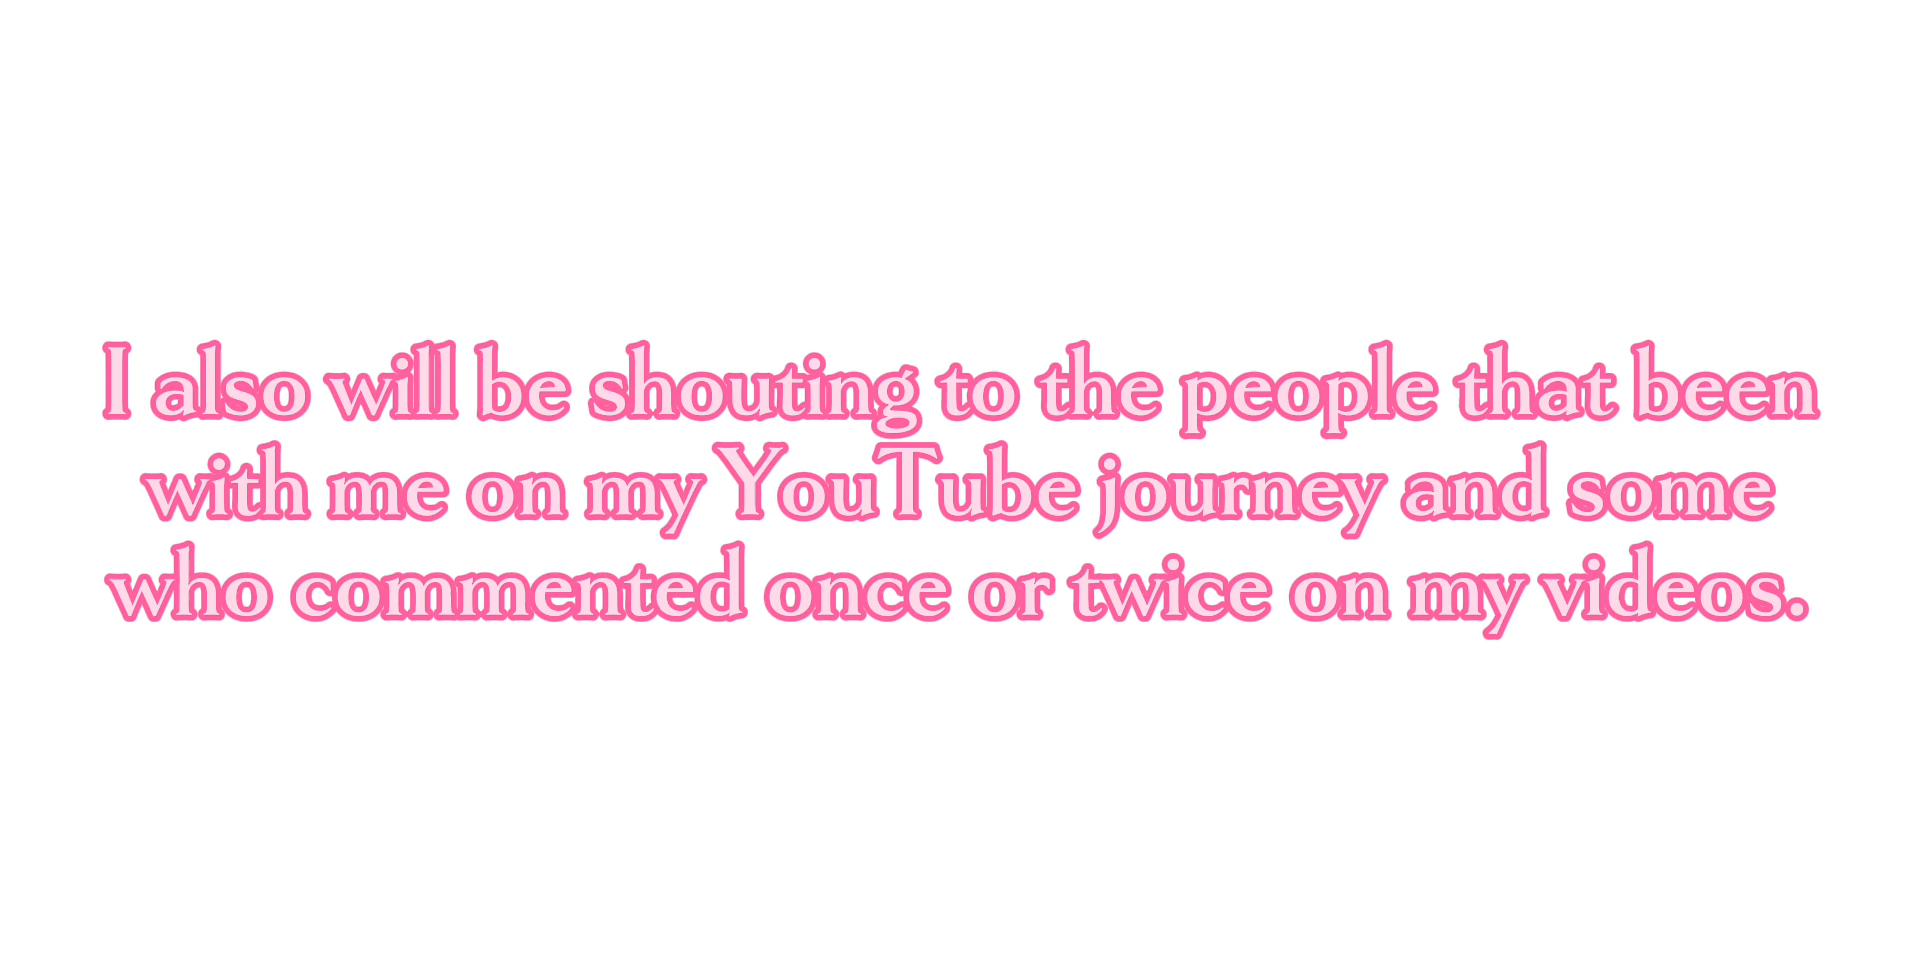 I also will be shouting to the people that been
with me on my YouTube journey and some
who commented once or twice on my videos.